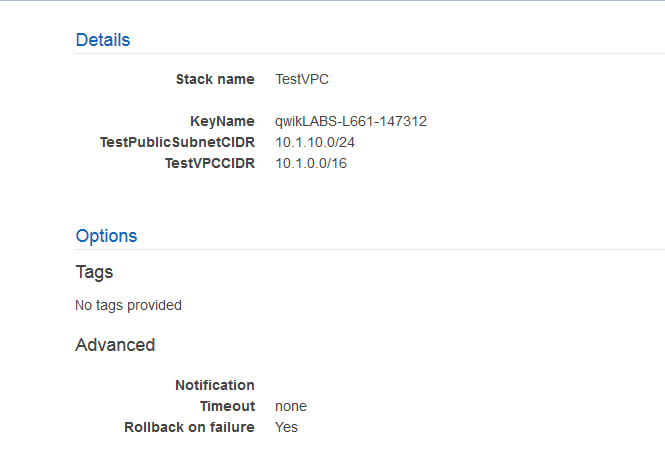 Details
Stack name TestVPC
KeyName qwikLABS-L661-147312
TestPublicSubnetCIDR 10.1.10.0/24
TestVPCCIDR 10.1.0.0/16
Options
Tags
No tags provided
Advanced
Notification
Timeout none
Rollback on failure Yes